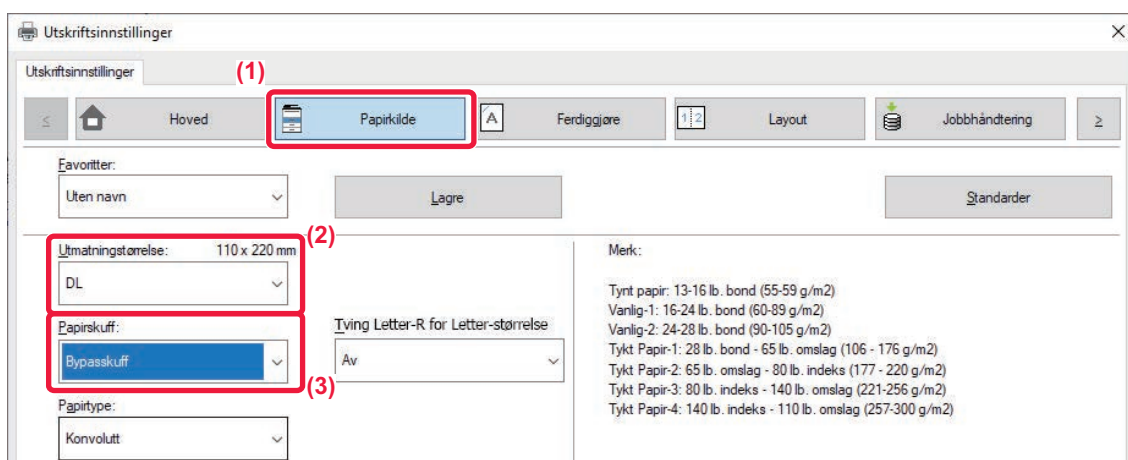 Utskriftsinnstillinger
Utskriftsinnstillinger
(1)
< Hoved Papirkilde A Ferdiggjøre 1 2 Layout Jobbhåndtering >
Favoritter:
Uten navn
Lagre
Standarder
(2)
Utmatningstørrelse: 110 x 220 mm
DL
Papirskuff:
Bypasskuff
(3)
Papirtype:
Konvolutt
Tving Letter-R for Letter-størrelse
Av
Merk:
Tynt papir: 13-16 lb. bond (55-59 g/m2)
Vanlig-1: 16-24 lb. bond (60-89 g/m2)
Vanlig-2: 24-28 lb. bond (90-105 g/m2)
Tykt Papir-1: 28 lb. bond - 65 lb. omslag (106 - 176 g/m2)
Tykt Papir-2: 65 lb. omslag - 80 lb. indeks (177 - 220 g/m2)
Tykt Papir-3: 80 lb. indeks - 140 lb. omslag (221-256 g/m2)
Tykt Papir-4: 140 lb. indeks - 110 lb. omslag (257-300 g/m2)